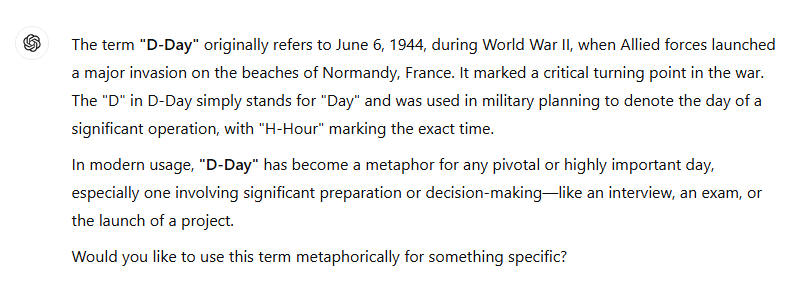 The term "D-Day" originally refers to June 6, 1944, during World War II, when Allied forces launched
a major invasion on the beaches of Normandy, France. It marked a critical turning point in the war.
The "D" in D-Day simply stands for "Day" and was used in military planning to denote the day of a
significant operation, with "H-Hour" marking the exact time.
In modern usage, "D-Day" has become a metaphor for any pivotal or highly important day,
especially one involving significant preparation or decision-making—like an interview, an exam, or
the launch of a project.
Would you like to use this term metaphorically for something specific?